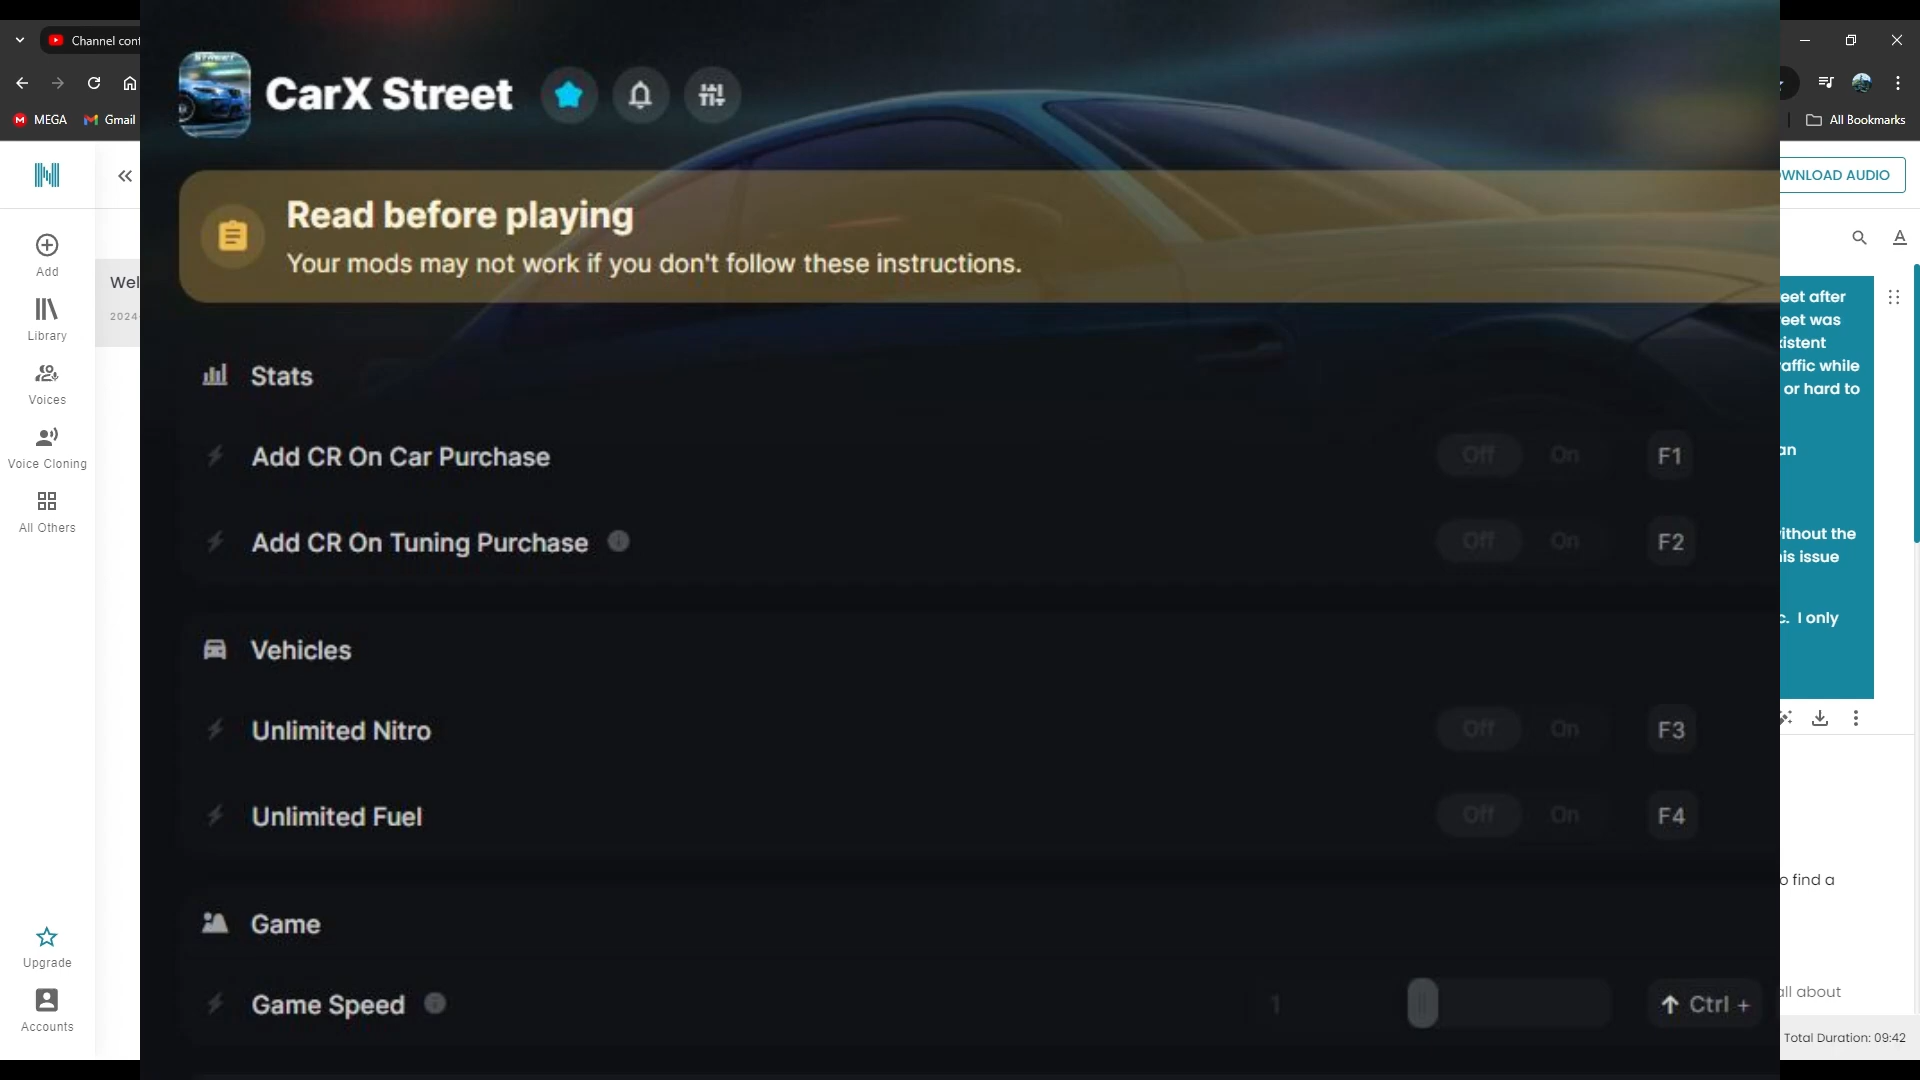 Channel cont
MEGA
Gmail
All Bookmarks
CarX Street
Read before playing
Your mods may not work if you don't follow these instructions.
Stats
Add CR On Car Purchase
Off On F1
Add CR On Tuning Purchase
Off On F2
Vehicles
Unlimited Nitro
Off On F3
Unlimited Fuel
Off On F4
Game
Game Speed
1
Ctrl +
Add
Library
Voices
Voice Cloning
All Others
Upgrade
Accounts
Wel
2024
WNLOAD AUDIO
A
eet after
eet was
istent
affic while
or hard to
an
ithout the
is issue
c. I only
o find a
all about
Total Duration: 09:42